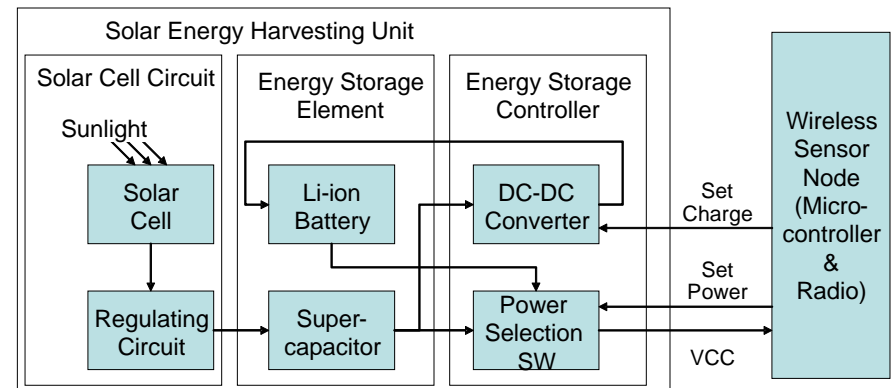 Solar Energy Harvesting Unit
Solar Cell Circuit
Energy Storage
Element
Energy Storage
Controller
Sunlight
Solar
Cell
Li-ion
Battery
DC-DC
Converter
Set
Charge
Regulating
Circuit
Super-
capacitor
Power
Selection
SW
Set
Power
VCC
Wireless
Sensor
Node
(Micro-
controller
&
Radio)